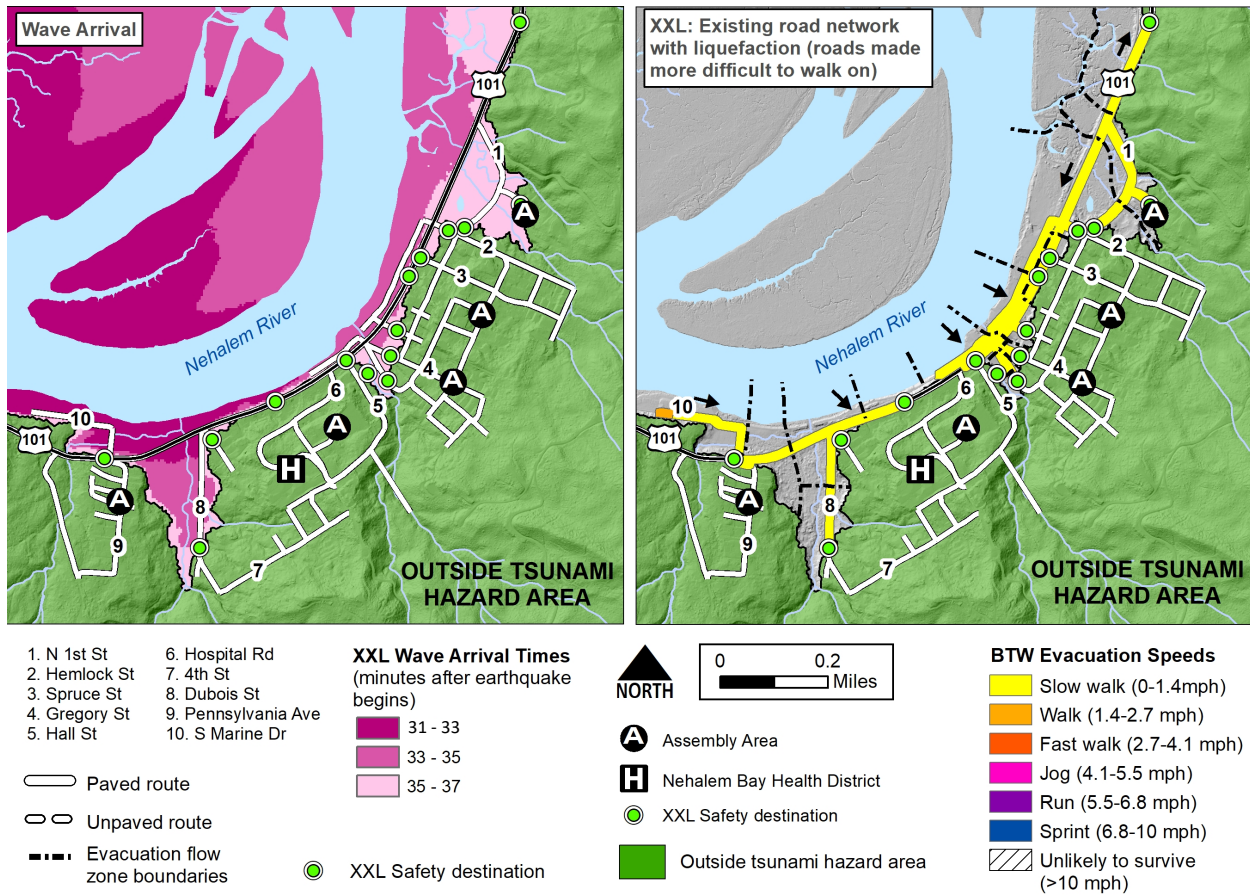 Wave Arrival
101
1
A
2
3
A
Nehalem River
4
A
6
5
10
A
101
H
A
8
9
7
OUTSIDE TSUNAMI
HAZARD AREA
XXL: Existing road network
with liquefaction (roads made
more difficult to walk on)
101
1
A
2
3
A
Nehalem River
4
A
6
5
10
A
101
H
A
8
9
7
OUTSIDE TSUNAMI
HAZARD AREA
1. N 1st St
2. Hemlock St
3. Spruce St
4. Gregory St
5. Hall St
6. Hospital Rd
7. 4th St
8. Dubois St
9. Pennsylvania Ave
10. S Marine Dr
Paved route
Unpaved route
Evacuation flow
zone boundaries
XXL Wave Arrival Times
(minutes after earthquake
begins)
31 - 33
33 - 35
35 - 37
XXL Safety destination
NORTH
0 0.2
Miles
A Assembly Area
H Nehalem Bay Health District
XXL Safety destination
Outside tsunami hazard area
BTW Evacuation Speeds
Slow walk (0-1.4mph)
Walk (1.4-2.7 mph)
Fast walk (2.7-4.1 mph)
Jog (4.1-5.5 mph)
Run (5.5-6.8 mph)
Sprint (6.8-10 mph)
Unlikely to survive
(>10 mph)